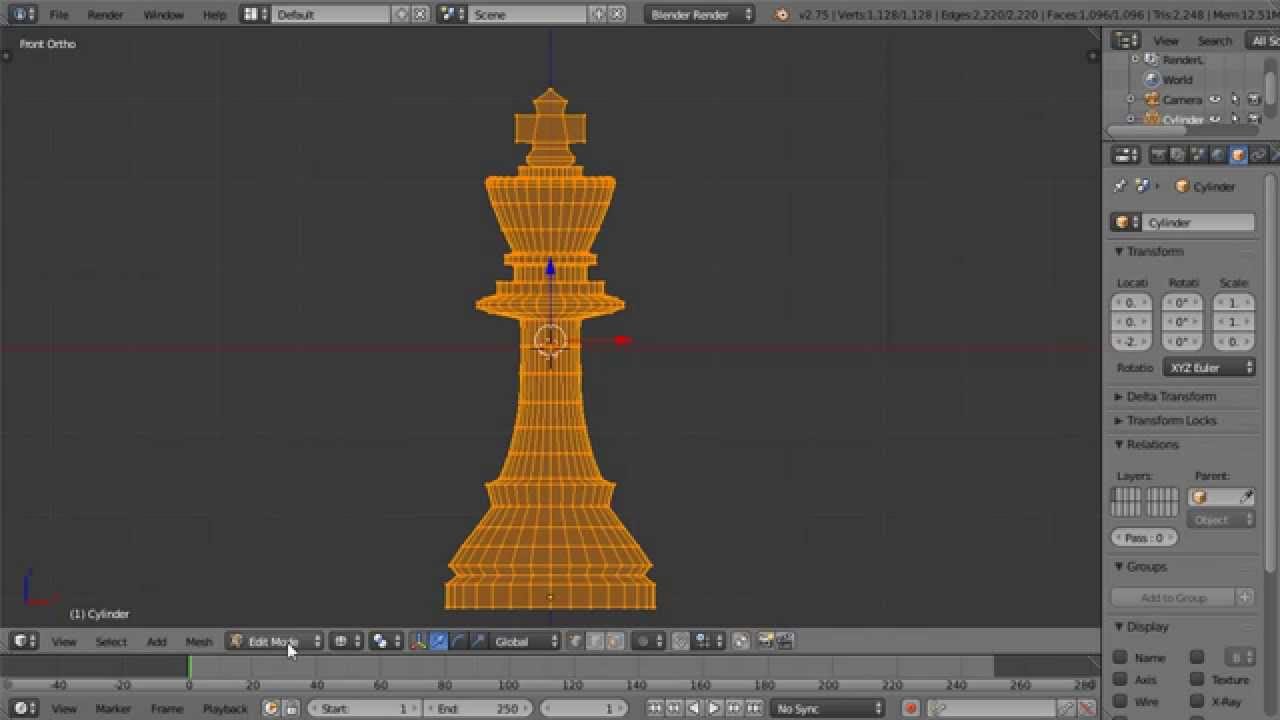 File Render Window Help Default Scene Blender Render v2.75 | Verts:1,128/1,128 | Edges:2,220/2,220 | Faces:1,096/1,096 | Tris:2,248 | Mem:12.51M
Front Ortho
View Search All Sc
RenderL
World
Camera
Cylinder
Cylinder
Cylinder
Transform
Locati Rotati Scale:
0. 0° 1.
0. 0° 1.
-2. 0° 0.
Rotatio XYZ Euler
Delta Transform
Transform Locks
Relations
Layers: Parent:
Object
Pass : 0
Groups
Add to Group
Display
Name B
Axis Texture
Wire X-Ray
(1) Cylinder
View Select Add Mesh Edit Mode Global
-40 -20 0 20 40 60 80 100 120 140 160 180 200 220 240 260 280
View Marker Frame Playback Start: 1 End: 250 1 No Sync